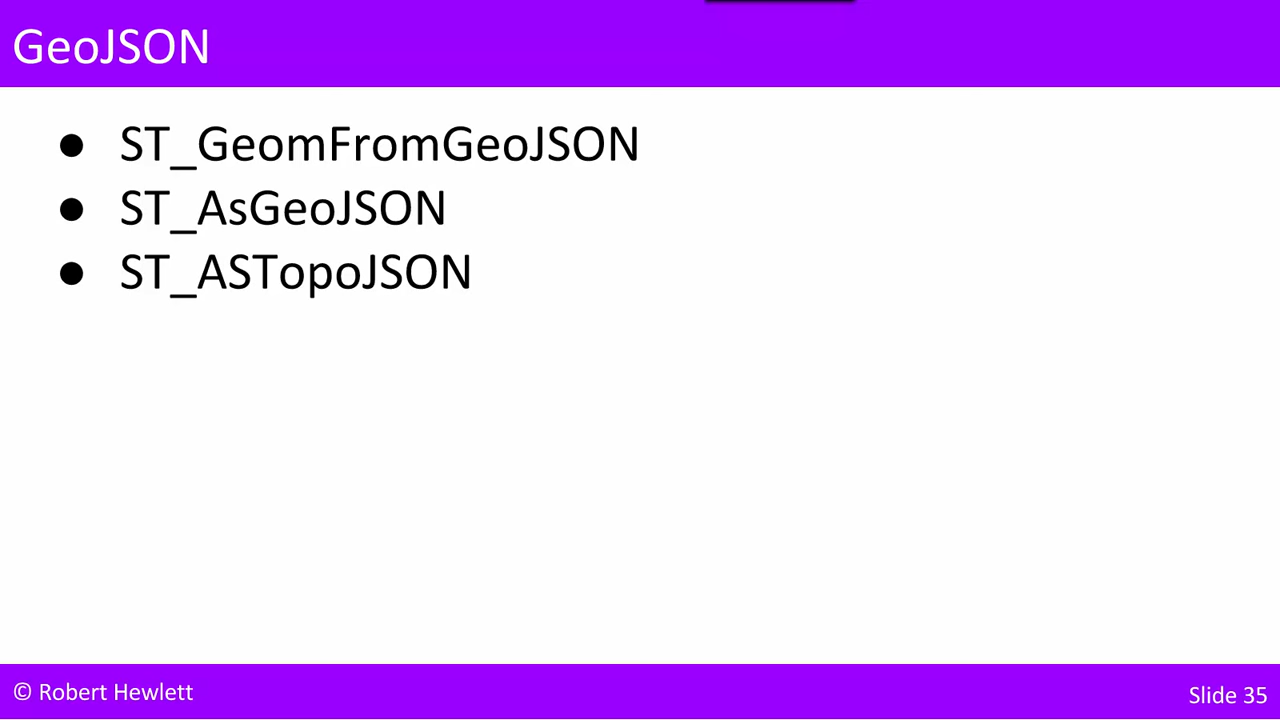 GeoJSON
● ST_GeomFromGeoJSON
● ST_AsGeoJSON
● ST_ASTopoJSON
© Robert Hewlett
Slide 35